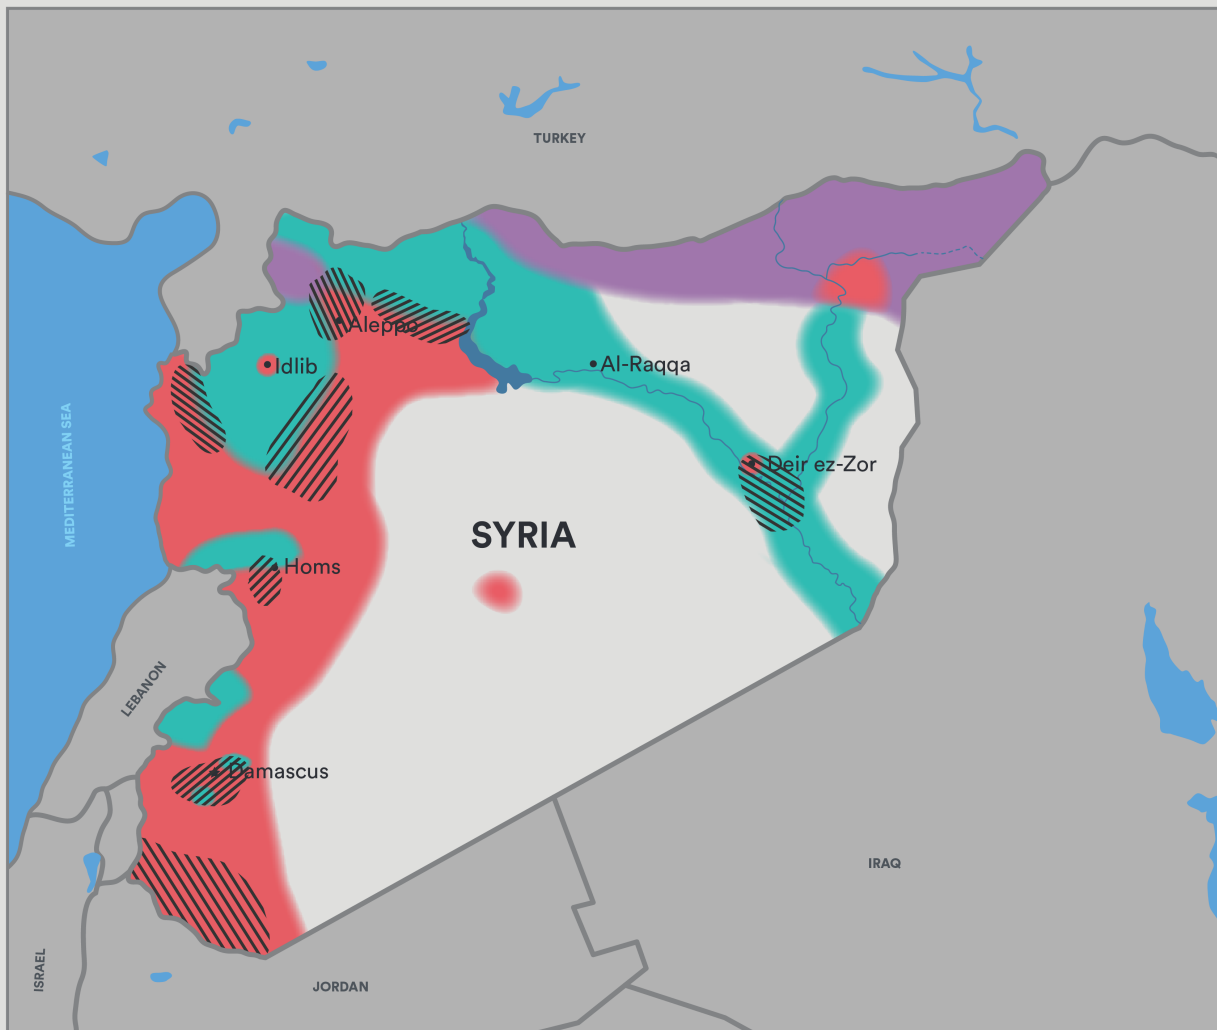 TURKEY
Aleppo
Idlib
Al-Raqqa
MEDITERRANEAN SEA
Deir ez-Zor
SYRIA
Homs
LEBANON
Damascus
IRAQ
ISRAEL
JORDAN